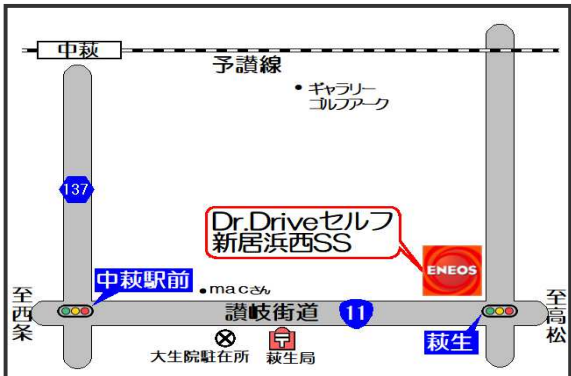 中萩
予讃線
ギャラリー
ゴルフアーク
137
Dr.Driveセルフ
新居浜西SS
ENEOS
中萩駅前
macさん
至西条
讃岐街道
11
至高松
萩生
大生院駐在所
萩生局